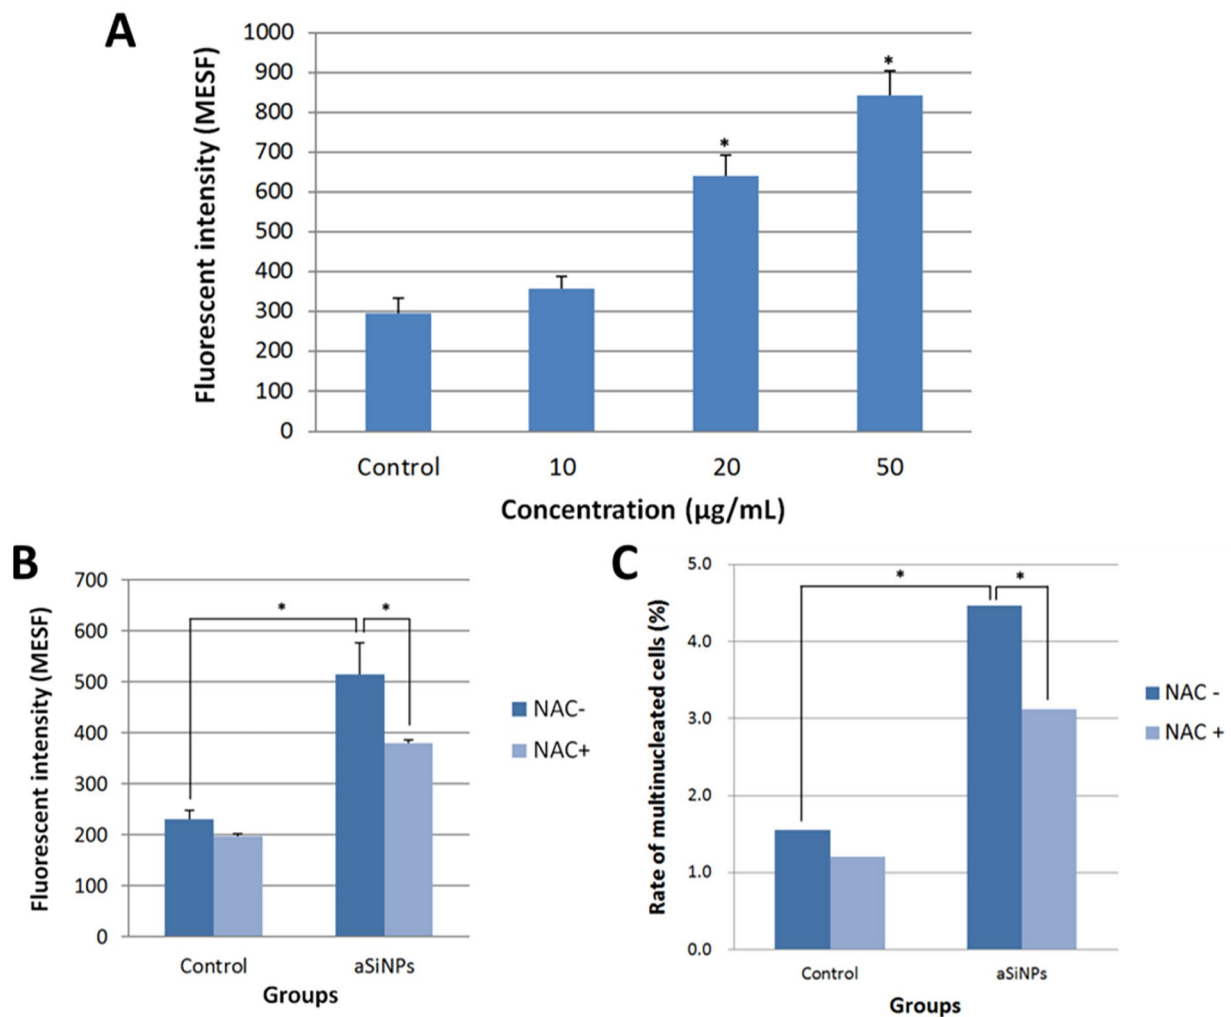 A
Fluorescent intensity (MESF)
1000
900
800
700
600
500
400
300
200
100
0
*
*
Control 10 20 50
Concentration (µg/mL)
B
Fluorescent intensity (MESF)
700
600
500
400
300
200
100
0
* *
Control aSiNPs
Groups
NAC-
NAC+
C
Rate of multinucleated cells (%)
5.0
4.0
3.0
2.0
1.0
0.0
* *
Control aSiNPs
Groups
NAC -
NAC +